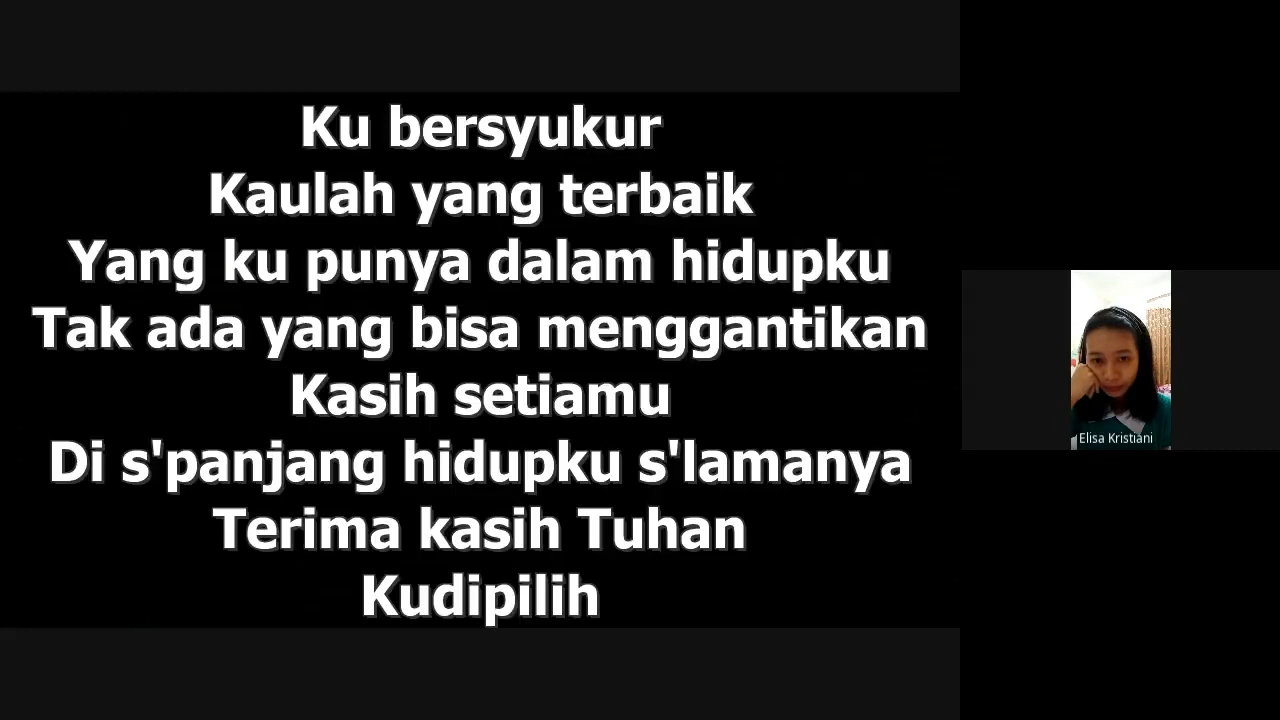 Ku bersyukur
Kaulah yang terbaik
Yang ku punya dalam hidupku
Tak ada yang bisa menggantikan
Kasih setiamu
Di s'panjang hidupku s'lamanya
Terima kasih Tuhan
Kudipilih
Elisa Kristiani